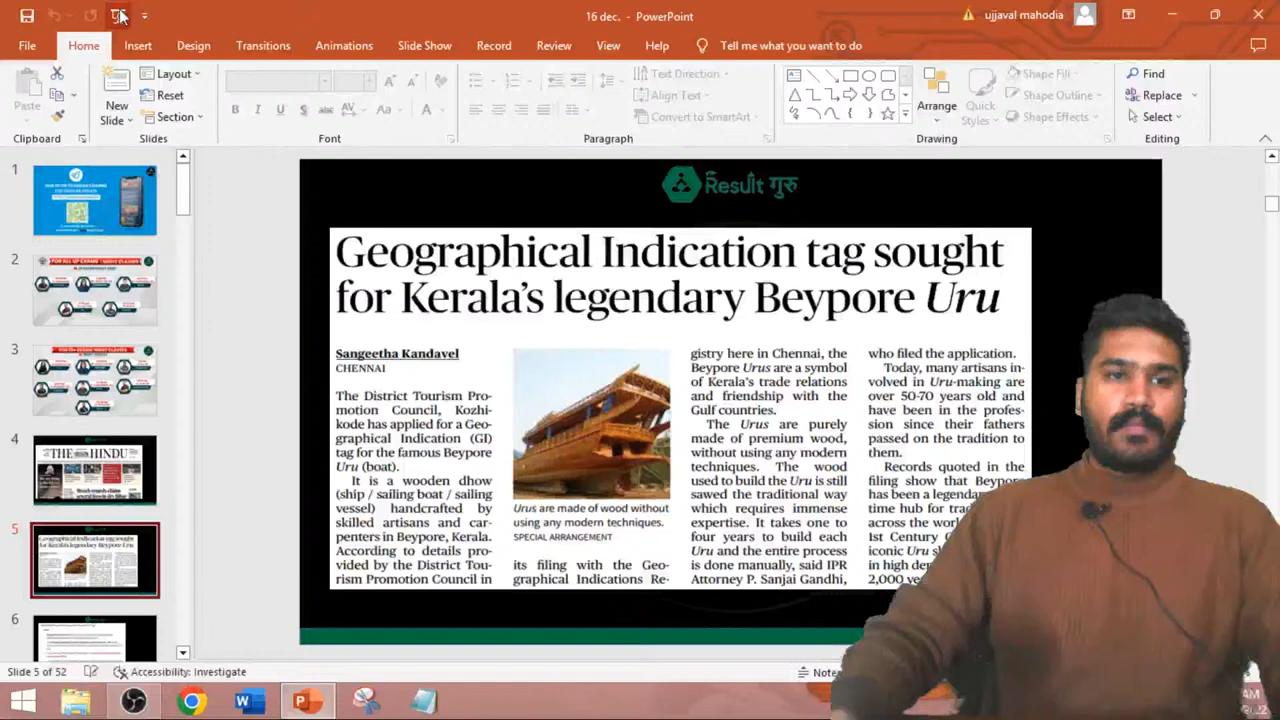 16 dec. - PowerPoint
ujjaval mahodia
File
Home
Insert
Design
Transitions
Animations
Slide Show
Record
Review
View
Help
Tell me what you want to do
Paste
Clipboard
New
Slide
Layout
Reset
Section
Slides
Font
Text Direction
Align Text
Convert to SmartArt
Paragraph
Arrange
Quick
Styles
Shape Fill
Shape Outline
Shape Effects
Drawing
Find
Replace
Select
Editing
1
2
3
4
THE HINDU
5
6
Result गुरु
Geographical Indication tag sought
for Kerala's legendary Beypore Uru
Sangeetha Kandavel
CHENNAI
The District Tourism Pro-
motion Council, Kozhi-
kode has applied for a Geo-
graphical Indication (GI)
tag for the famous Beypore
Uru (boat).
It is a wooden dhow
(ship / sailing boat / sailing
vessel) handcrafted by
skilled artisans and car-
penters in Beypore, Kerala.
According to details pro-
vided by the District Tou-
rism Promotion Council in
Urus are made of wood without
using any modern techniques.
SPECIAL ARRANGEMENT
its filing with the Geo-
graphical Indications Re-
gistry here in Chennai, the
Beypore Urus are a symbol
of Kerala's trade relations
and friendship with the
Gulf countries.
The Urus are purely
made of premium wood,
without using any modern
techniques. The wood
used to build the Uru is still
sawed the traditional way
which requires immense
expertise. It takes one to
four years to build each
Uru and the entire process
is done manually, said IPR
Attorney P. Sanjai Gandhi,
who filed the application.
Today, many artisans in-
volved in Uru-making are
over 50-70 years old and
have been in the profes-
sion since their fathers
passed on the tradition to
them.
Records quoted in the
filing show that Beypore
has been a legendary
time hub for
across the
1st Century
iconic Uru
in high
2,000
Slide 5 of 52
Accessibility: Investigate
Notes
AM